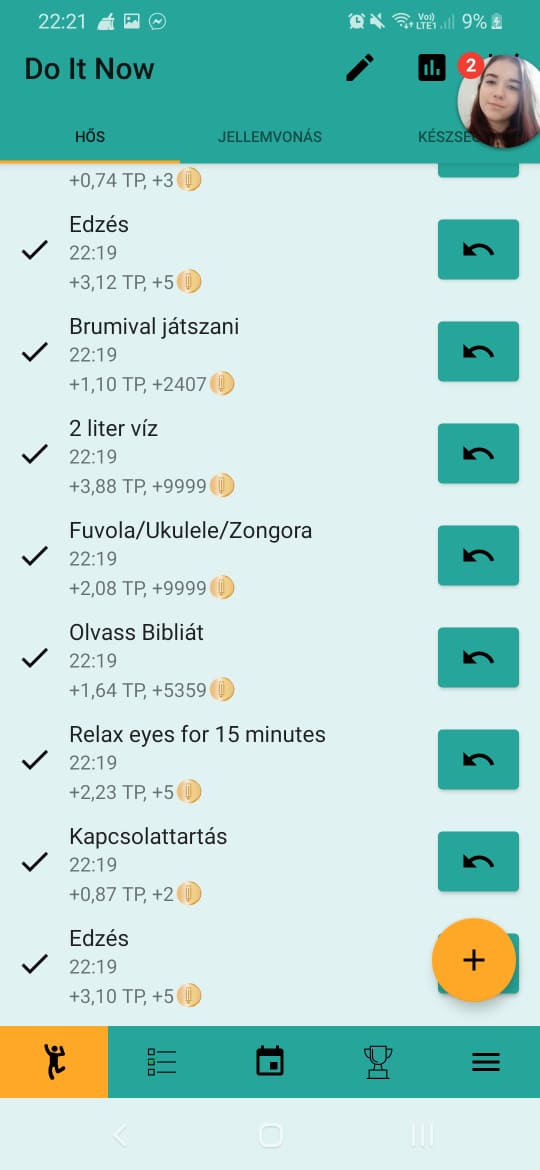 22:21
Vo)) LTE1 9%
Do It Now
2
HŐS JELLEMVONÁS
+0,74 TP, +3
Edzés
22:19
+3,12 TP, +5
Brumival játszani
22:19
+1,10 TP, +2407
2 liter víz
22:19
+3,88 TP, +9999
Fuvola/Ukulele/Zongora
22:19
+2,08 TP, +9999
Olvass Bibliát
22:19
+1,64 TP, +5359
Relax eyes for 15 minutes
22:19
+2,23 TP, +5
Kapcsolattartás
22:19
+0,87 TP, +2
Edzés
22:19
+3,10 TP, +5